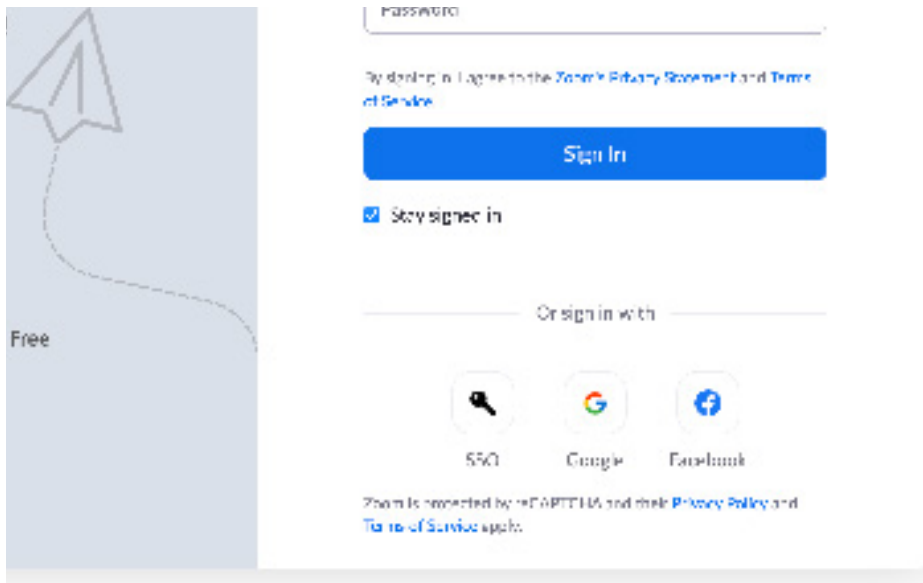 Password
By signing in, I agree to the Zoom's Privacy Statement and Terms
of Service
Sign In
Stay signed in
Free
Or sign in with
SSO
Google
Facebook
Zoom is protected by reCAPTCHA and their Privacy Policy and
Terms of Service apply.